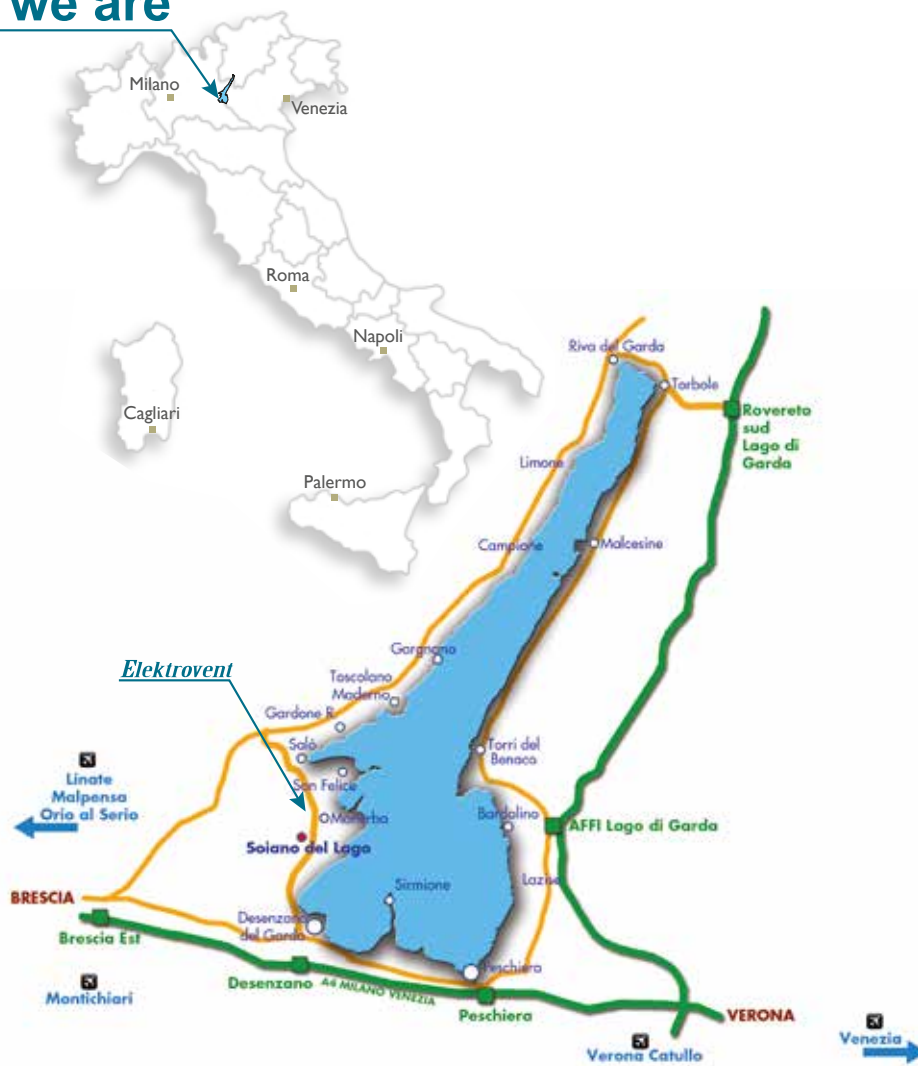 we are
Milano
Venezia
Roma
Napoli
Cagliari
Palermo
Riva del Garda
Torbole
Rovereto
sud
Lago di
Garda
Limone
Campione
Malcesine
Gargnano
Elektrovent
Toscolano
Maderno
Gardone R.
Salò
Torri del
Benaco
Linate
Malpensa
Orio al Serio
San Felice
Manerba
Bardolino
AFFI Lago di Garda
Soiano del Lago
Sirmione
Lazise
BRESCIA
Desenzano
del Garda
Brescia Est
Peschiera
Desenzano
A4 MILANO VENEZIA
Montichiari
Peschiera
VERONA
Verona Catullo
Venezia